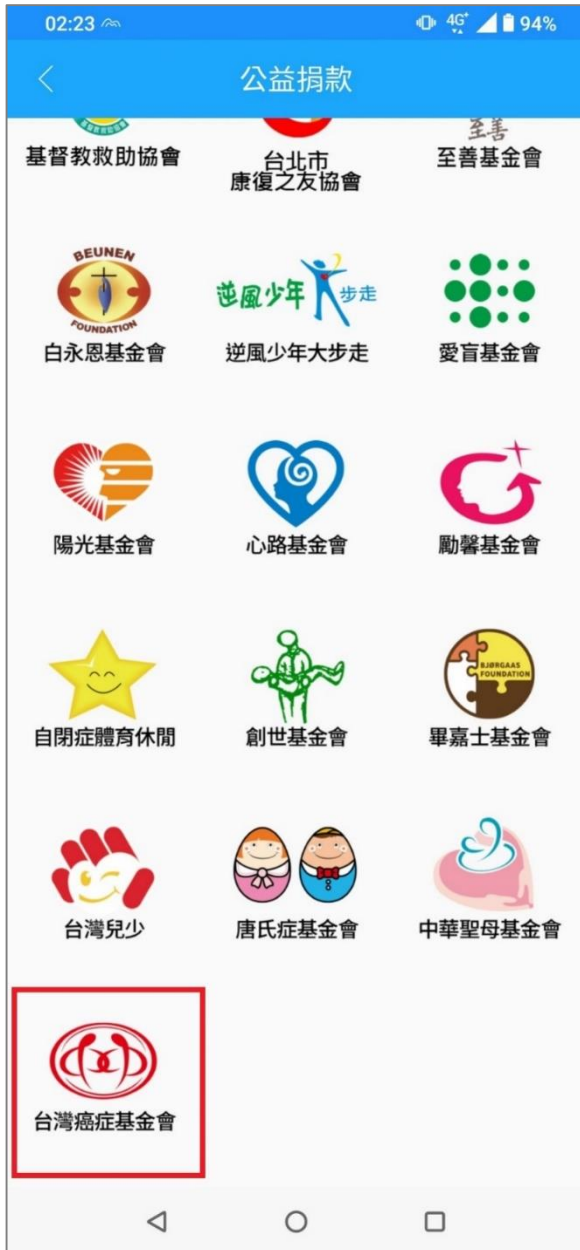 02:23
4G+
94%
公益捐款
至善
基督教救助協會
台北市
康復之友協會
至善基金會
BEUNEN
FOUNDATION
白永恩基金會
逆風少年
步走
逆風少年大步走
愛盲基金會
陽光基金會
心路基金會
勵馨基金會
自閉症體育休閒
創世基金會
BJØRGAAS
FOUNDATION
畢嘉士基金會
台灣兒少
唐氏症基金會
中華聖母基金會
台灣癌症基金會